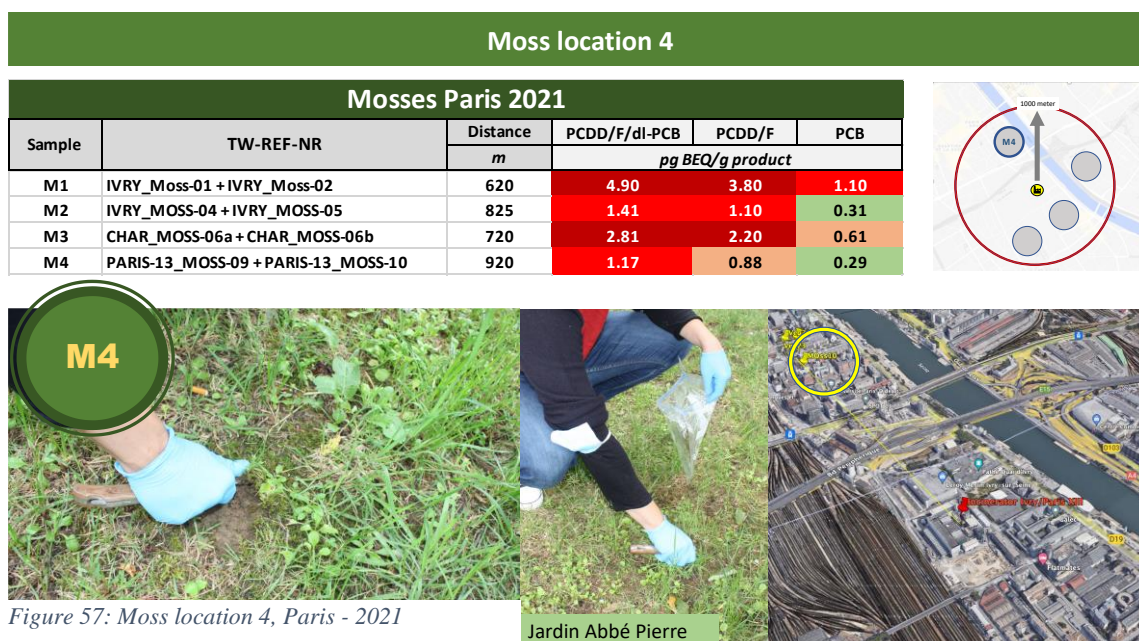 Moss location 4
Mosses Paris 2021
Sample TW-REF-NR Distance PCDD/F/dl-PCB PCDD/F PCB
m pg BEQ/g product
M1 IVRY_Moss-01 + IVRY_Moss-02 620 4.90 3.80 1.10
M2 IVRY_MOSS-04 + IVRY_MOSS-05 825 1.41 1.10 0.31
M3 CHAR_MOSS-06a + CHAR_MOSS-06b 720 2.81 2.20 0.61
M4 PARIS-13_MOSS-09 + PARIS-13_MOSS-10 920 1.17 0.88 0.29
1000 meter
M4
M4
Seine
D103
D19
Figure 57: Moss location 4, Paris - 2021
Jardin Abbé Pierre